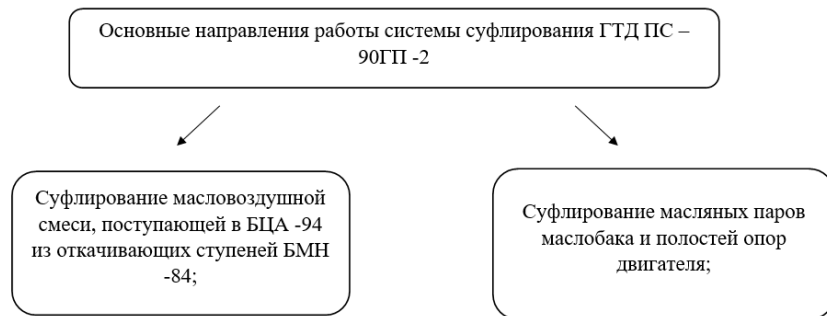 Основные направления работы системы суфлирования ГТД ПС –
90ГП -2
Суфлирование масловоздушной
смеси, поступающей в БЦА -94
из откачивающих ступеней БМН
-84;
Суфлирование масляных паров
маслобака и полостей опор
двигателя;